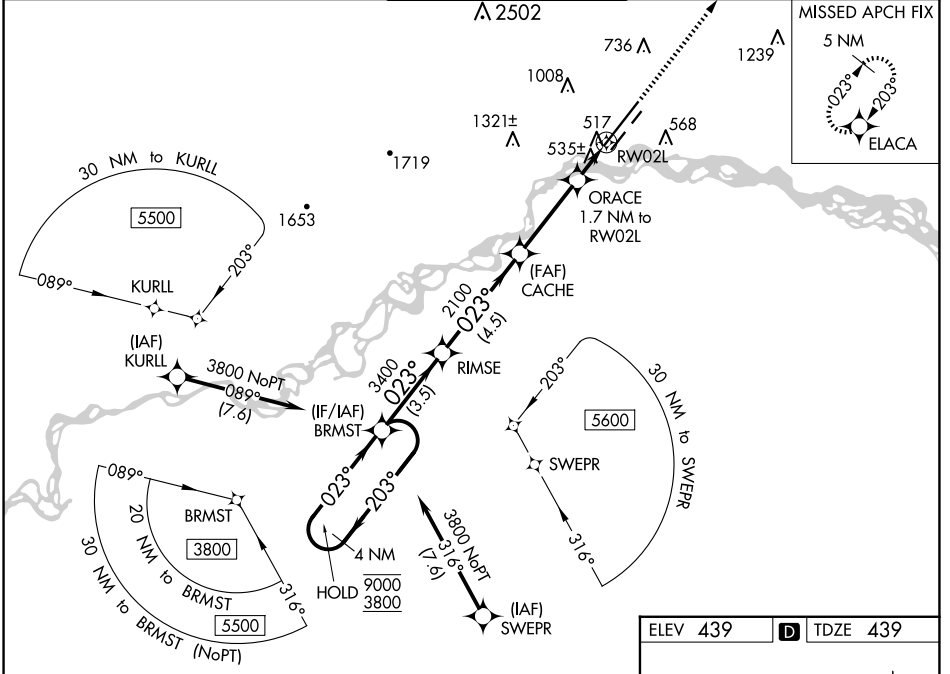 2502
MISSED APCH FIX
5 NM
023°
203°
ELACA
736
1239
1008
1321±
517
568
535±
RW02L
1719
ORACE
1.7 NM to
RW02L
30 NM to KURLL
5500
1653
203°
089°
KURLL
(FAF)
CACHE
2100
023°
(4.5)
(IAF)
KURLL
3800 NoPT
089°
(7.6)
RIMSE
3400
023°
(3.5)
(IF/IAF)
BRMST
203°
30 NM to SWEPR
5600
SWEPR
316°
023°
203°
089°
BRMST
3800
20 NM to BRMST
316°
5500
30 NM to BRMST (NoPT)
4 NM
HOLD 9000
3800
3800 NoPT
316°
(7.6)
(IAF)
SWEPR
ELEV 439 D TDZE 439